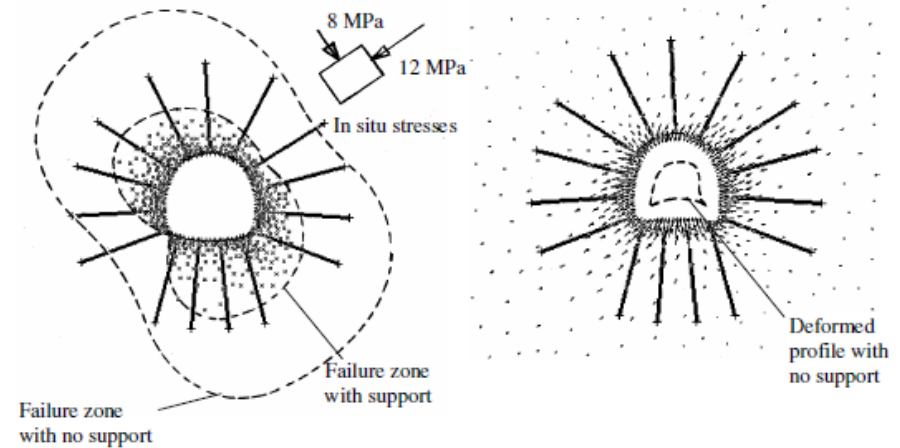 8 MPa
12 MPa
In situ stresses
Failure zone
with support
Failure zone
with no support
Deformed
profile with
no support